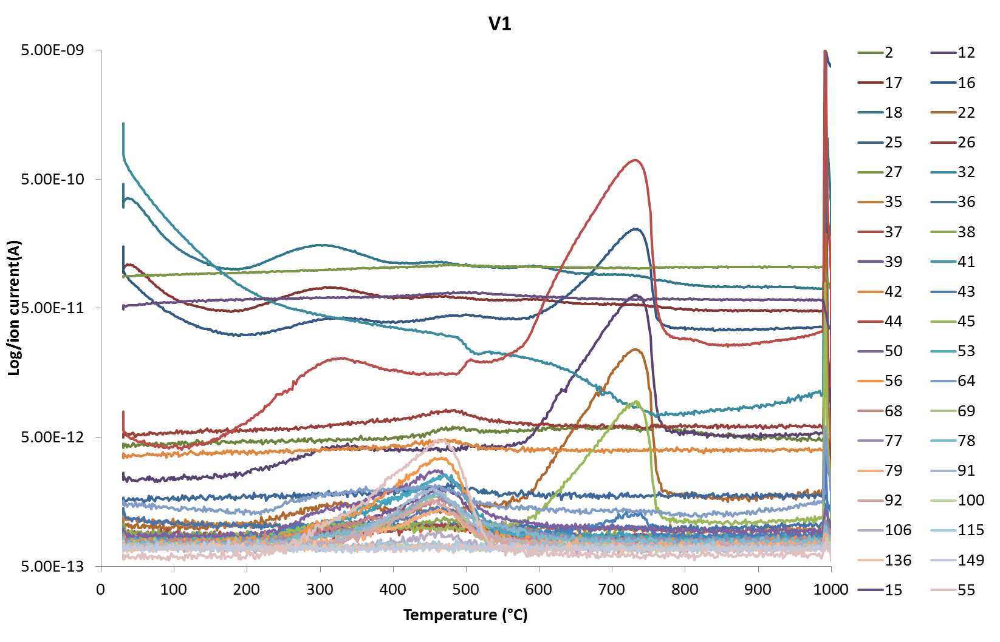 V1
5.00E-09
5.00E-10
5.00E-11
5.00E-12
5.00E-13
Log/ion current(A)
0 100 200 300 400 500 600 700 800 900 1000
Temperature (°C)
2 12
17 16
18 22
25 26
27 32
35 36
37 38
39 41
42 43
44 45
50 53
56 64
68 69
77 78
79 91
92 100
106 115
136 149
15 55